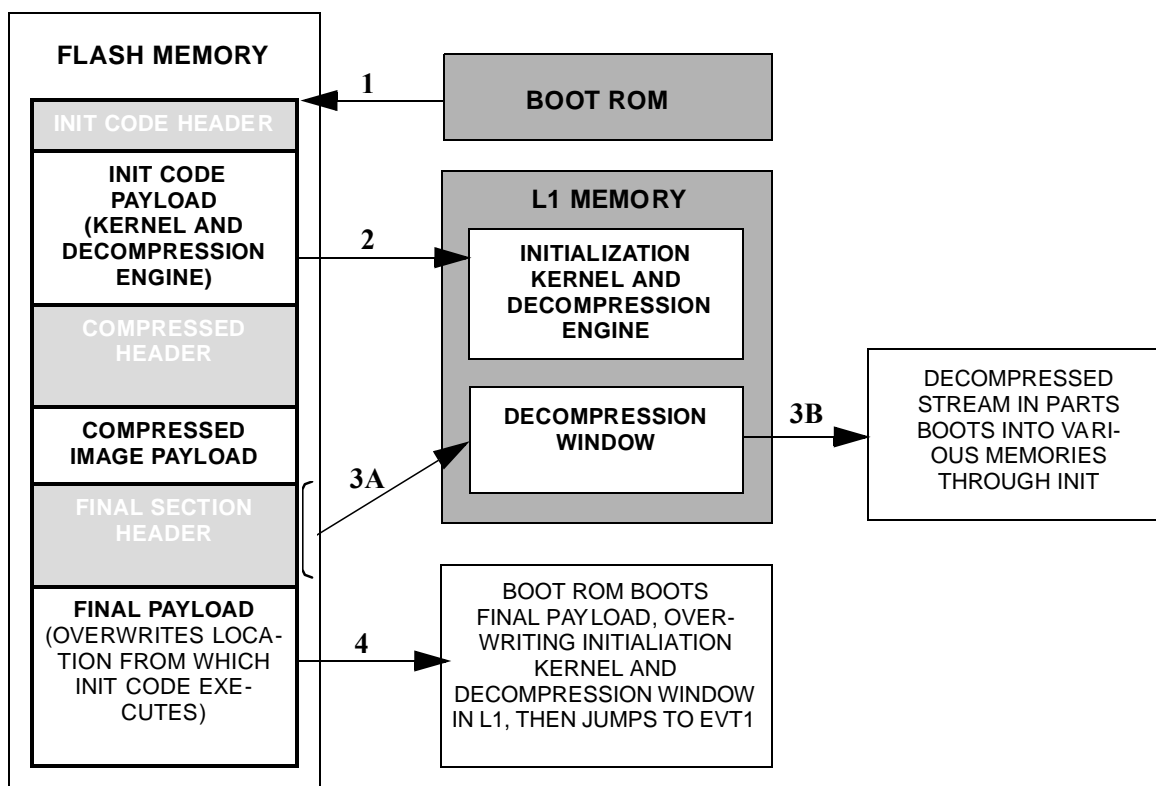 FLASH MEMORY
INIT CODE HEADER
INIT CODE
PAYLOAD
(KERNEL AND
DECOMPRESSION
ENGINE)
COMPRESSED
HEADER
COMPRESSED
IMAGE PAYLOAD
FINAL SECTION
HEADER
FINAL PAYLOAD
(OVERWRITES LOCA-
TION FROM WHICH
INIT CODE EXE-
CUTES)
1
BOOT ROM
2
L1 MEMORY
INITIALIZATION
KERNEL AND
DECOMPRESSION
ENGINE
3A
DECOMPRESSION
WINDOW
3B
DECOMPRESSED
STREAM IN PARTS
BOOTS INTO VARI-
OUS MEMORIES
THROUGH INIT
4
BOOT ROM BOOTS
FINAL PAYLOAD, OVER-
WRITING INITIALIATION
KERNEL AND
DECOMPRESSION WINDOW
IN L1, THEN JUMPS TO EVT1